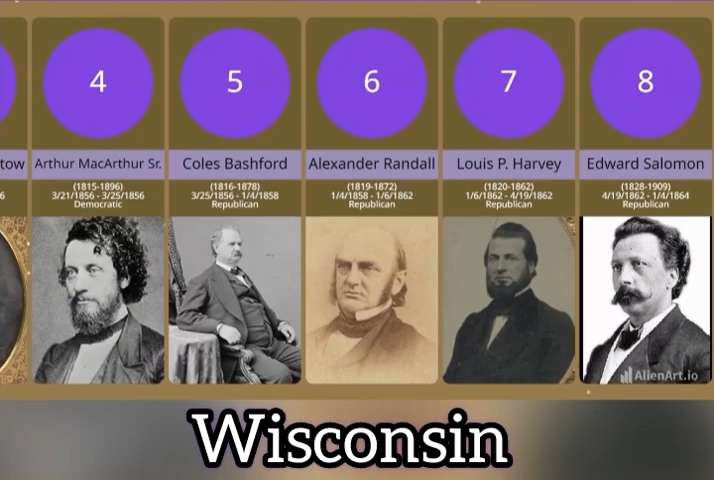 4
5
6
7
8
tow
Arthur MacArthur Sr.
Coles Bashford
Alexander Randall
Louis P. Harvey
Edward Salomon
6
(1815-1896)
3/21/1856 - 3/25/1856
Democratic
(1816-1878)
3/25/1856 - 1/4/1858
Republican
(1819-1872)
1/4/1858 - 1/6/1862
Republican
(1820-1862)
1/6/1862 - 4/19/1862
Republican
(1828-1909)
4/19/1862 - 1/4/1864
Republican
AlienArt.io
Wisconsin